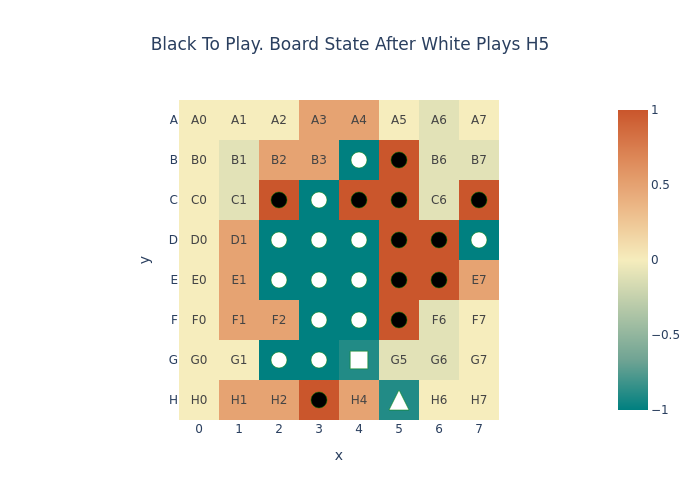 Black To Play. Board State After White Plays H5
A A0 A1 A2 A3 A4 A5 A6 A7
B B0 B1 B2 B3 B6 B7
C C0 C1 C6
D D0 D1
E E0 E1 E7
F F0 F1 F2 F6 F7
G G0 G1 G5 G6 G7
H H0 H1 H2 H4 H6 H7
0 1 2 3 4 5 6 7
x
y
1
0.5
0
−0.5
−1